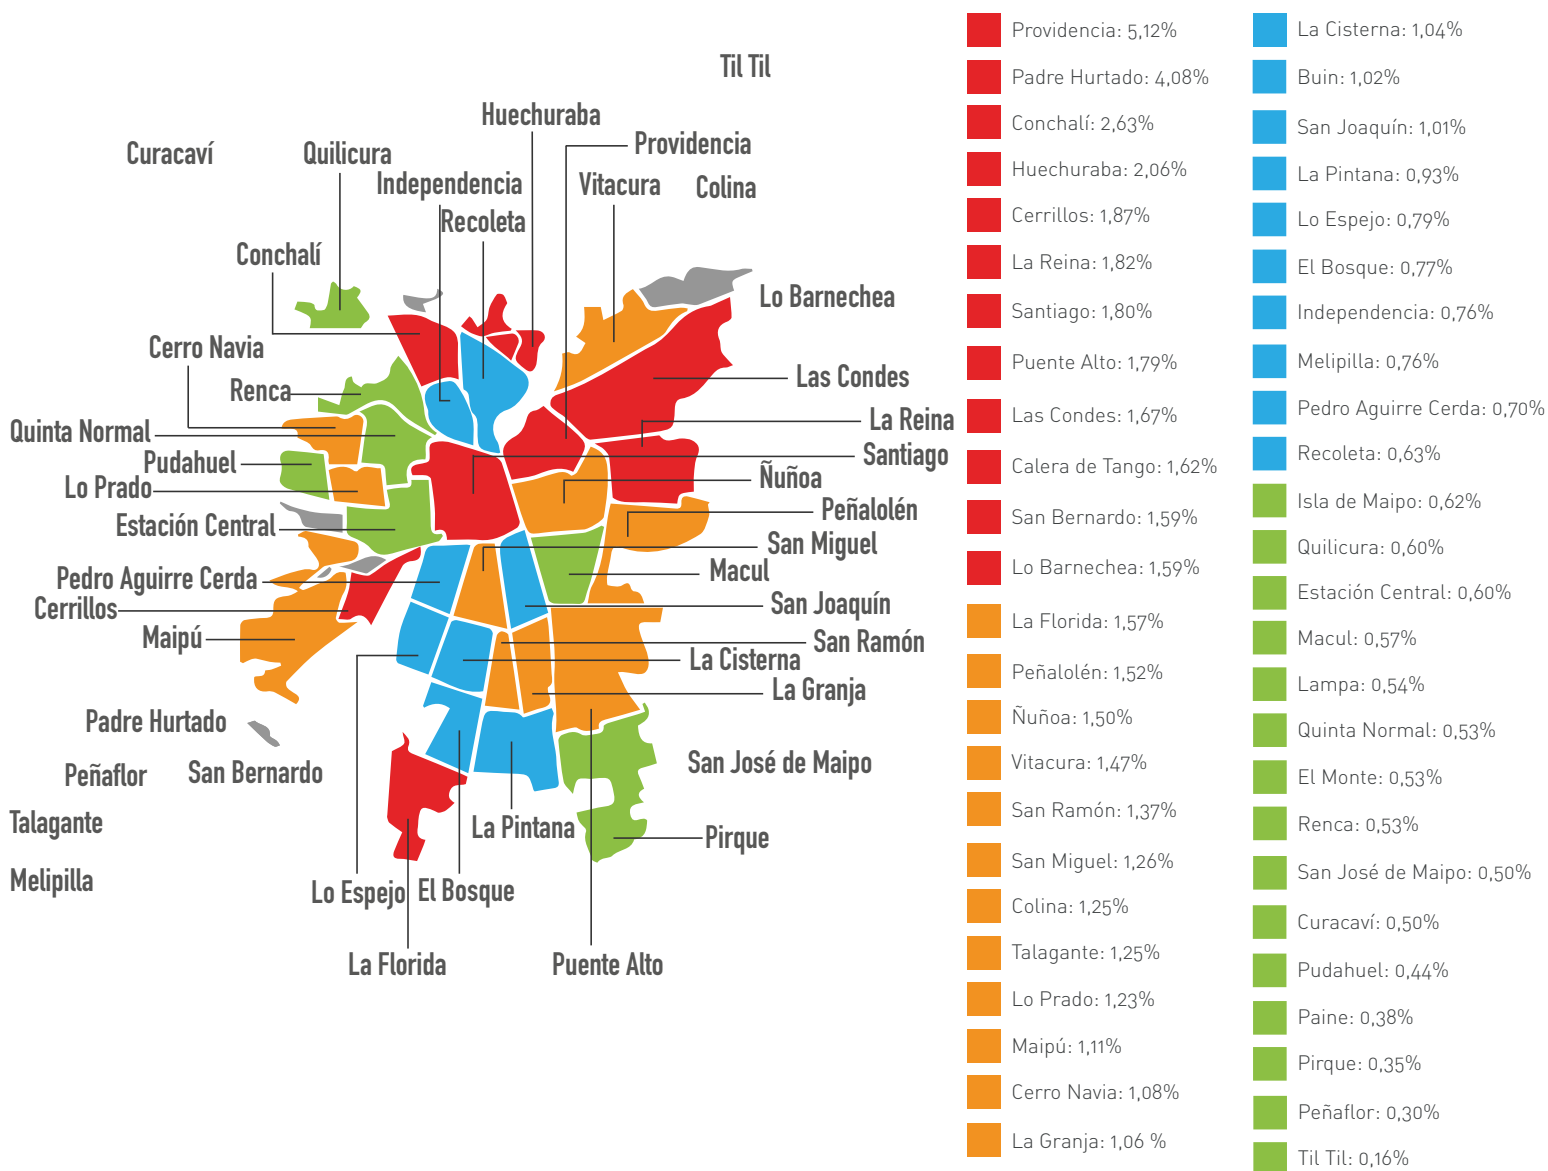 Til Til
Huechuraba
Providencia
Curacaví
Quilicura
Independencia
Vitacura
Colina
Recoleta
Conchalí
Lo Barnechea
Cerro Navia
Renca
Las Condes
La Reina
Quinta Normal
Santiago
Pudahuel
Ñuñoa
Lo Prado
Peñalolén
Estación Central
San Miguel
Macul
Pedro Aguirre Cerda
San Joaquín
Cerrillos
Maipú
San Ramón
La Cisterna
La Granja
Padre Hurtado
San José de Maipo
Peñaflor
San Bernardo
Talagante
La Pintana
Pirque
Melipilla
Lo Espejo
El Bosque
La Florida
Puente Alto
Providencia: 5,12%
Padre Hurtado: 4,08%
Conchalí: 2,63%
Huechuraba: 2,06%
Cerrillos: 1,87%
La Reina: 1,82%
Santiago: 1,80%
Puente Alto: 1,79%
Las Condes: 1,67%
Calera de Tango: 1,62%
San Bernardo: 1,59%
Lo Barnechea: 1,59%
La Florida: 1,57%
Peñalolén: 1,52%
Ñuñoa: 1,50%
Vitacura: 1,47%
San Ramón: 1,37%
San Miguel: 1,26%
Colina: 1,25%
Talagante: 1,25%
Lo Prado: 1,23%
Maipú: 1,11%
Cerro Navia: 1,08%
La Granja: 1,06 %
La Cisterna: 1,04%
Buin: 1,02%
San Joaquín: 1,01%
La Pintana: 0,93%
Lo Espejo: 0,79%
El Bosque: 0,77%
Independencia: 0,76%
Melipilla: 0,76%
Pedro Aguirre Cerda: 0,70%
Recoleta: 0,63%
Isla de Maipo: 0,62%
Quilicura: 0,60%
Estación Central: 0,60%
Macul: 0,57%
Lampa: 0,54%
Quinta Normal: 0,53%
El Monte: 0,53%
Renca: 0,53%
San José de Maipo: 0,50%
Curacaví: 0,50%
Pudahuel: 0,44%
Paine: 0,38%
Pirque: 0,35%
Peñaflor: 0,30%
Til Til: 0,16%